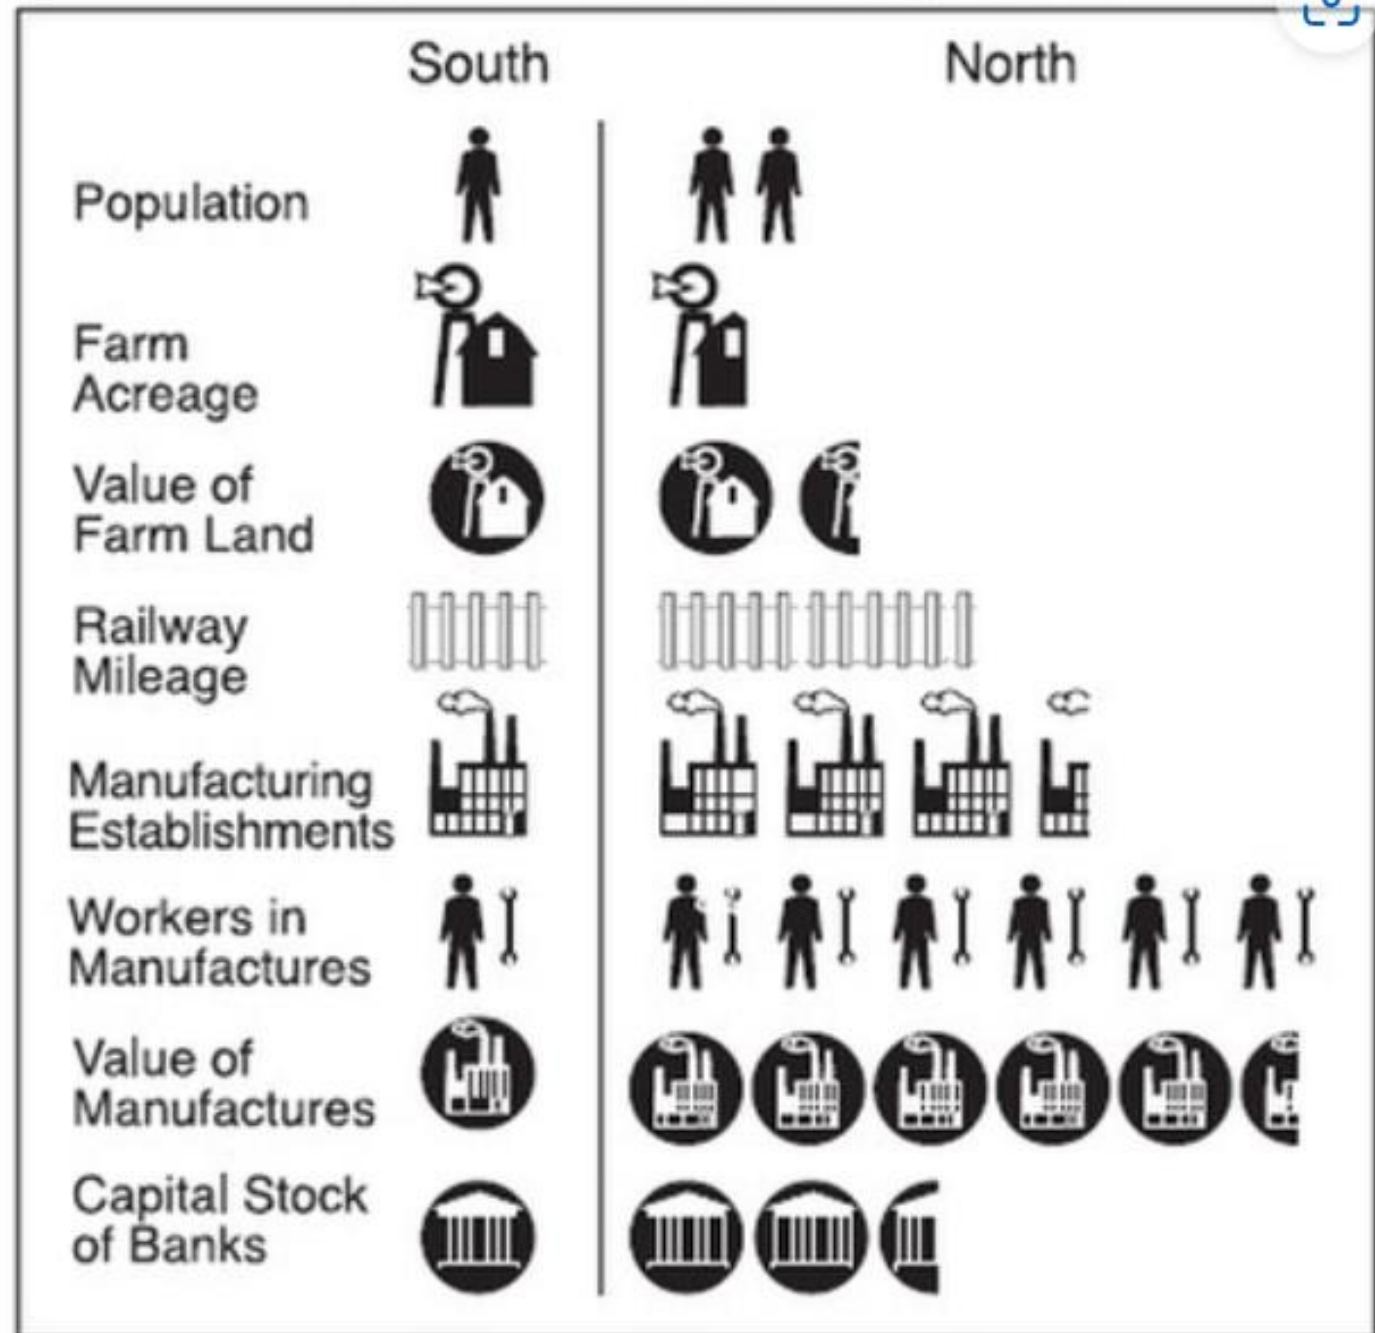 South North
Population
Farm
Acreage
Value of
Farm Land
Railway
Mileage
Manufacturing
Establishments
Workers in
Manufactures
Value of
Manufactures
Capital Stock
of Banks